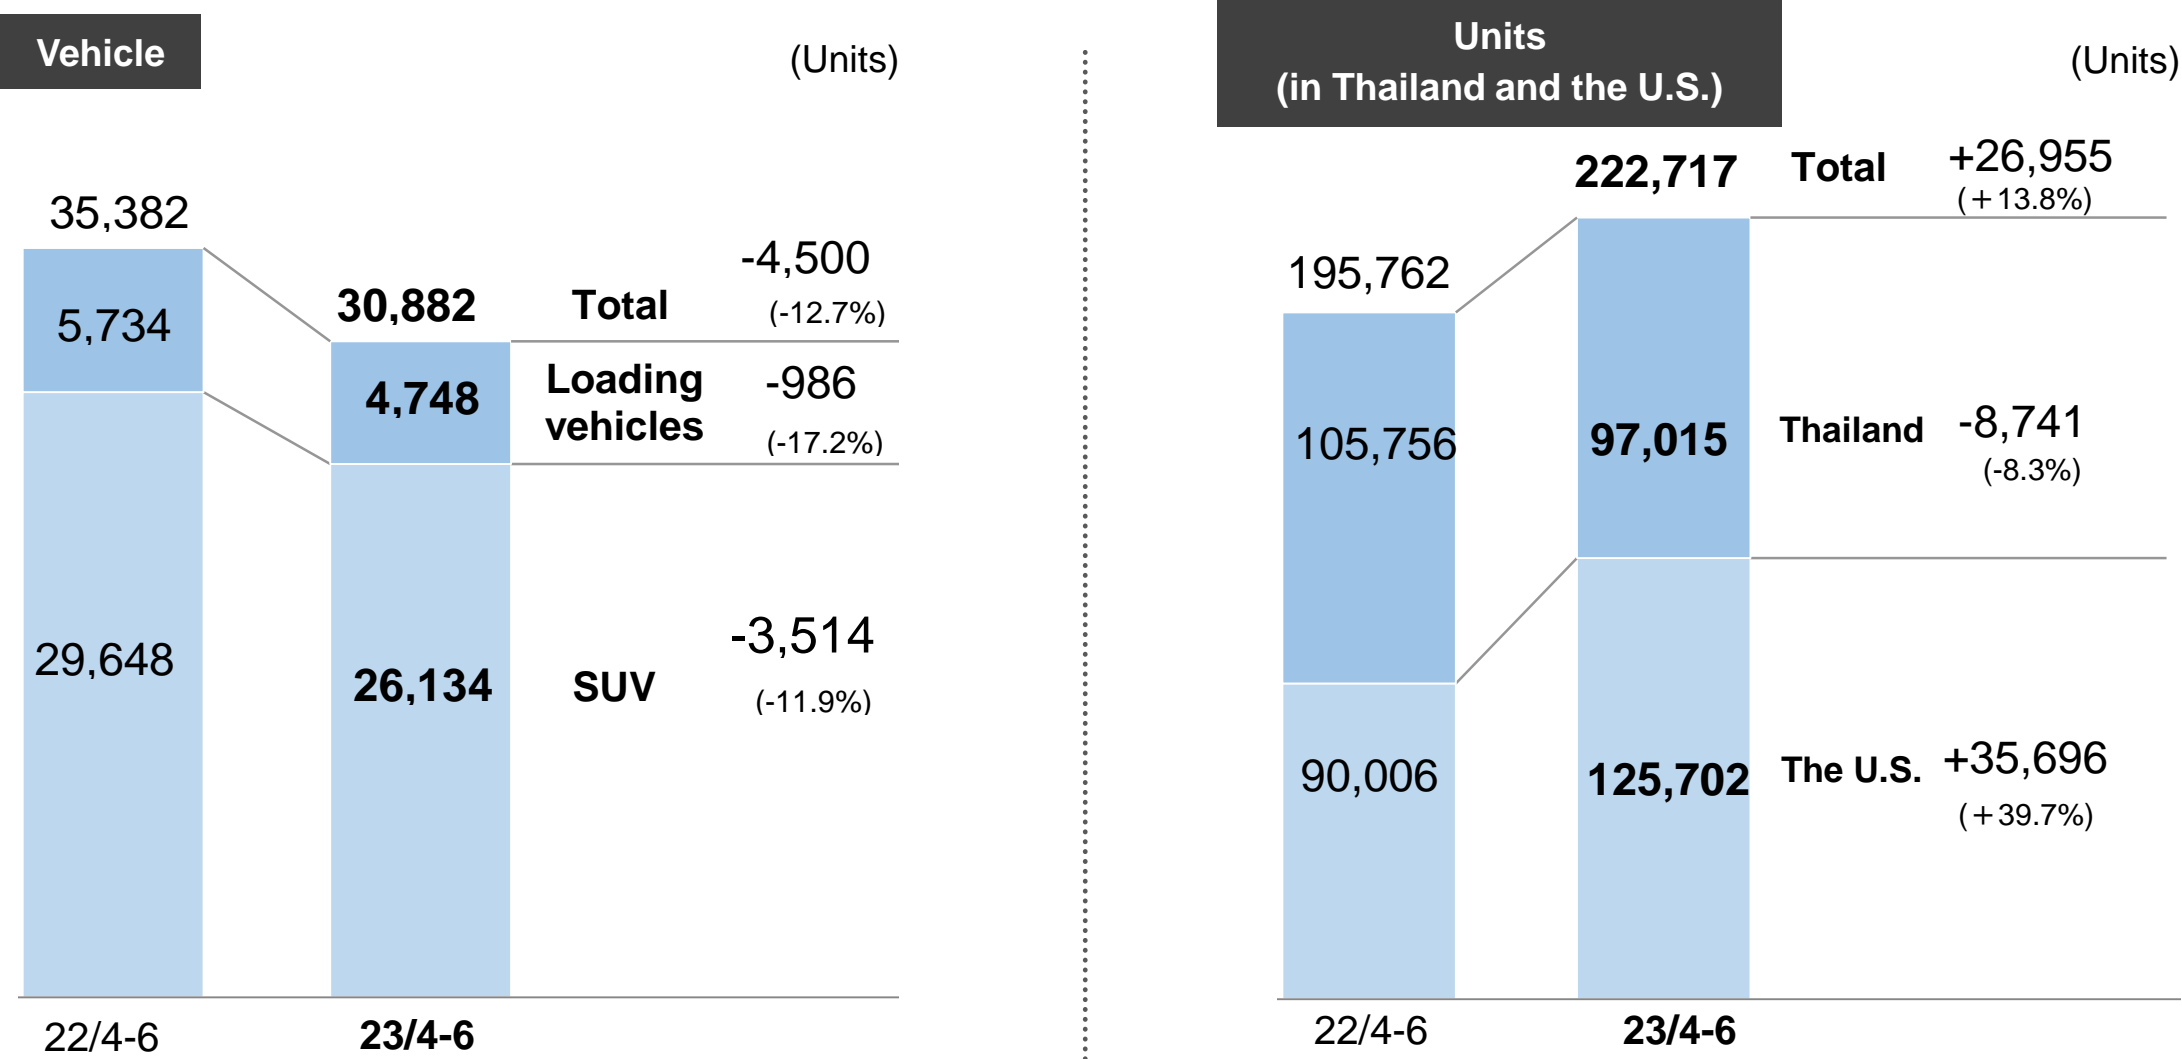 Vehicle
(Units)
35,382
5,734
29,648
22/4-6
30,882
4,748
26,134
23/4-6
Total
-4,500
(-12.7%)
Loading
vehicles
-986
(-17.2%)
SUV
-3,514
(-11.9%)
Units
(in Thailand and the U.S.)
(Units)
195,762
105,756
90,006
22/4-6
222,717
97,015
125,702
23/4-6
Total
+26,955
(＋13.8%)
Thailand
-8,741
(-8.3%)
The U.S.
+35,696
(＋39.7%)